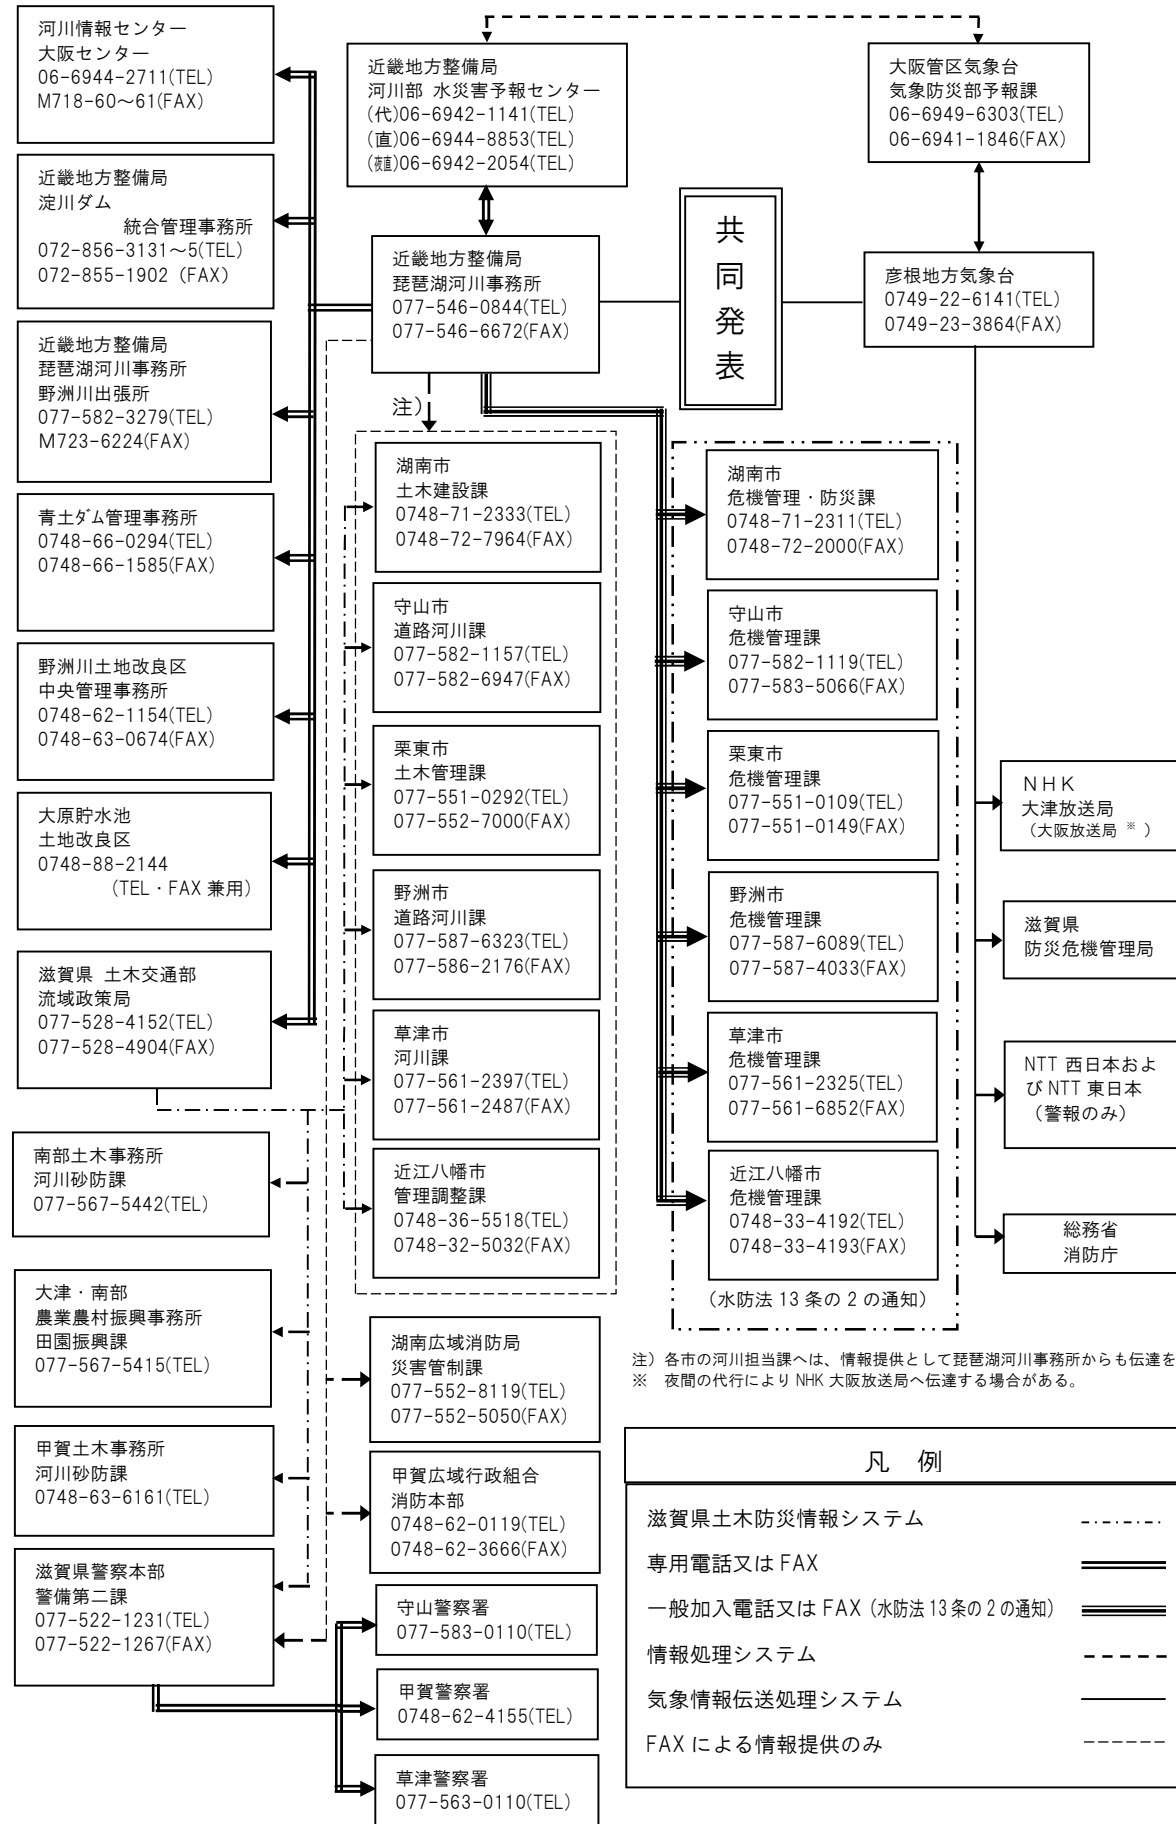 河川情報センター
大阪センター
06-6944-2711(TEL)
M718-60～61(FAX)
近畿地方整備局
河川部 水災害予報センター
(代)06-6942-1141(TEL)
(直)06-6944-8853(TEL)
(夜直)06-6942-2054(TEL)
大阪管区気象台
気象防災部予報課
06-6949-6303(TEL)
06-6941-1846(FAX)
近畿地方整備局
淀川ダム
統合管理事務所
072-856-3131～5(TEL)
072-855-1902 (FAX)
近畿地方整備局
琵琶湖河川事務所
077-546-0844(TEL)
077-546-6672(FAX)
共同発表
彦根地方気象台
0749-22-6141(TEL)
0749-23-3864(FAX)
近畿地方整備局
琵琶湖河川事務所
野洲川出張所
077-582-3279(TEL)
M723-6224(FAX)
注）
青土ダム管理事務所
0748-66-0294(TEL)
0748-66-1585(FAX)
野洲川土地改良区
中央管理事務所
0748-62-1154(TEL)
0748-63-0674(FAX)
大原貯水池
土地改良区
0748-88-2144
(TEL・FAX 兼用)
滋賀県 土木交通部
流域政策局
077-528-4152(TEL)
077-528-4904(FAX)
南部土木事務所
河川砂防課
077-567-5442(TEL)
大津・南部
農業農村振興事務所
田園振興課
077-567-5415(TEL)
甲賀土木事務所
河川砂防課
0748-63-6161(TEL)
滋賀県警察本部
警備第二課
077-522-1231(TEL)
077-522-1267(FAX)
湖南市
土木建設課
0748-71-2333(TEL)
0748-72-7964(FAX)
守山市
道路河川課
077-582-1157(TEL)
077-582-6947(FAX)
栗東市
土木管理課
077-551-0292(TEL)
077-552-7000(FAX)
野洲市
道路河川課
077-587-6323(TEL)
077-586-2176(FAX)
草津市
河川課
077-561-2397(TEL)
077-561-2487(FAX)
近江八幡市
管理調整課
0748-36-5518(TEL)
0748-32-5032(FAX)
湖南広域消防局
災害管制課
077-552-8119(TEL)
077-552-5050(FAX)
甲賀広域行政組合
消防本部
0748-62-0119(TEL)
0748-62-3666(FAX)
守山警察署
077-583-0110(TEL)
甲賀警察署
0748-62-4155(TEL)
草津警察署
077-563-0110(TEL)
湖南市
危機管理・防災課
0748-71-2311(TEL)
0748-72-2000(FAX)
守山市
危機管理課
077-582-1119(TEL)
077-583-5066(FAX)
栗東市
危機管理課
077-551-0109(TEL)
077-551-0149(FAX)
野洲市
危機管理課
077-587-6089(TEL)
077-587-4033(FAX)
草津市
危機管理課
077-561-2325(TEL)
077-561-6852(FAX)
近江八幡市
危機管理課
0748-33-4192(TEL)
0748-33-4193(FAX)
（水防法 13 条の 2 の通知）
ＮＨＫ
大津放送局
（大阪放送局 ※ ）
滋賀県
防災危機管理局
NTT 西日本およ
び NTT 東日本
（警報のみ）
総務省
消防庁
注）各市の河川担当課へは、情報提供として琵琶湖河川事務所からも伝達を
※　夜間の代行により NHK 大阪放送局へ伝達する場合がある。
凡　例
滋賀県土木防災情報システム
専用電話又は FAX
一般加入電話又は FAX（水防法 13 条の 2 の通知）
情報処理システム
気象情報伝送処理システム
FAX による情報提供のみ